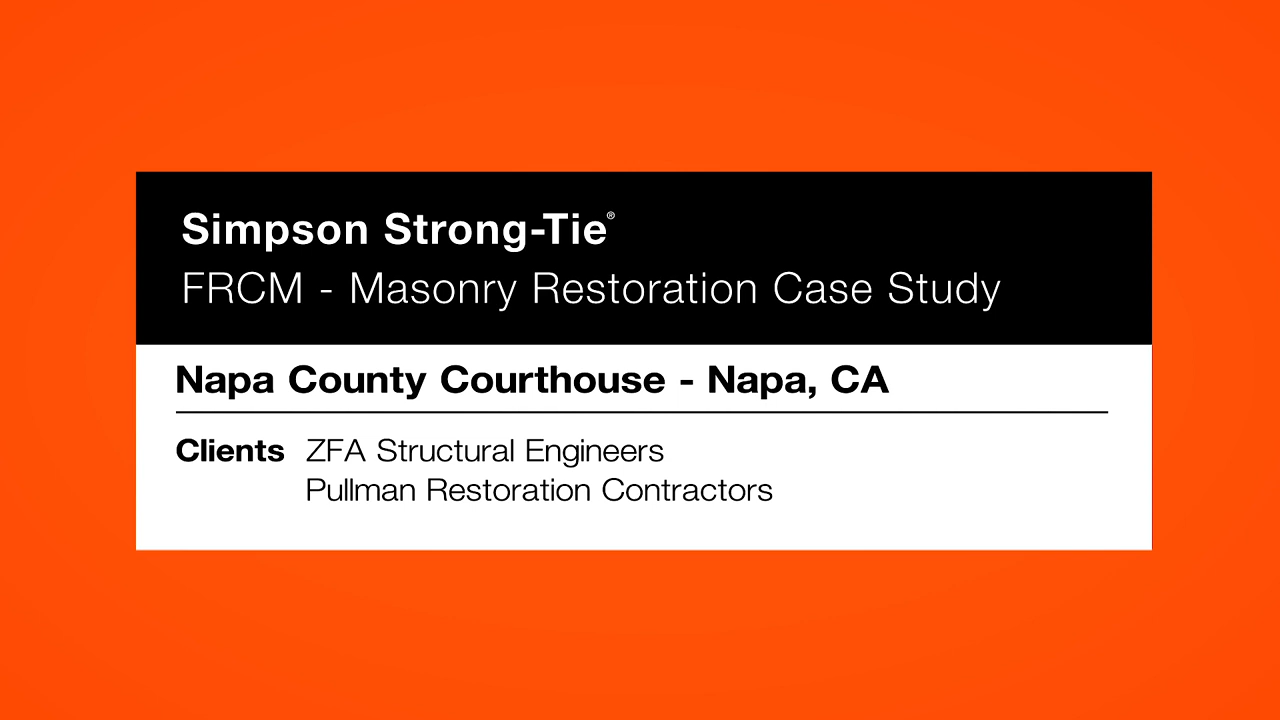 Simpson Strong-Tie®
FRCM - Masonry Restoration Case Study
Napa County Courthouse - Napa, CA
Clients ZFA Structural Engineers
Pullman Restoration Contractors